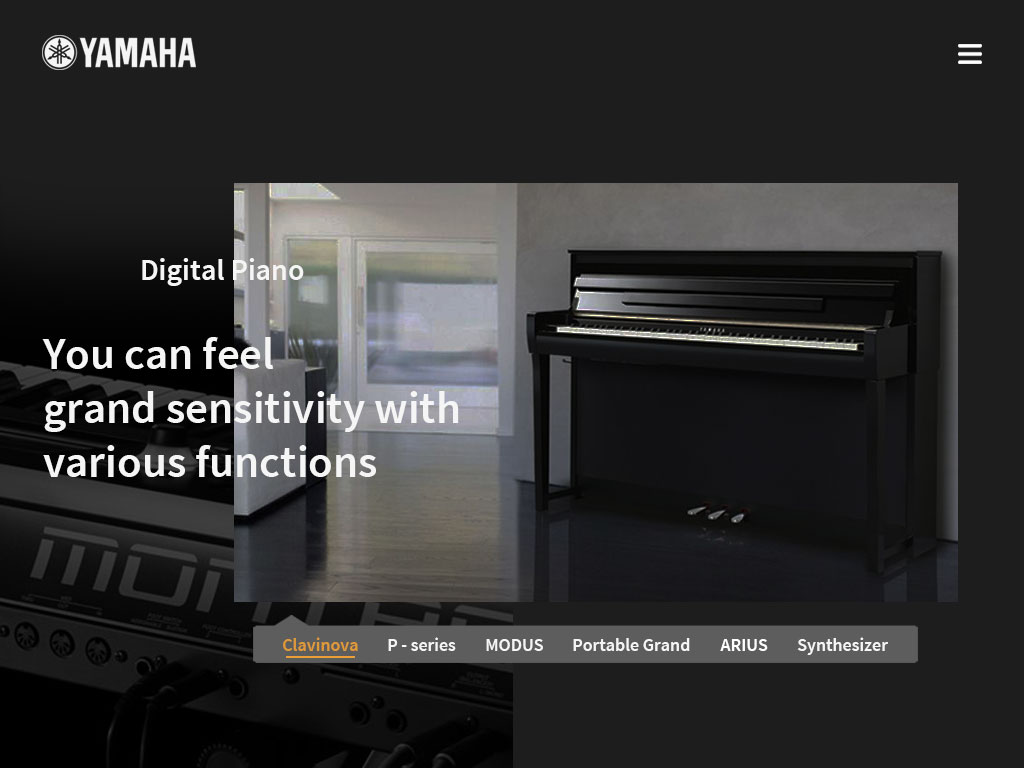 YAMAHA
Digital Piano
You can feel
grand sensitivity with
various functions
Clavinova P - series MODUS Portable Grand ARIUS Synthesizer